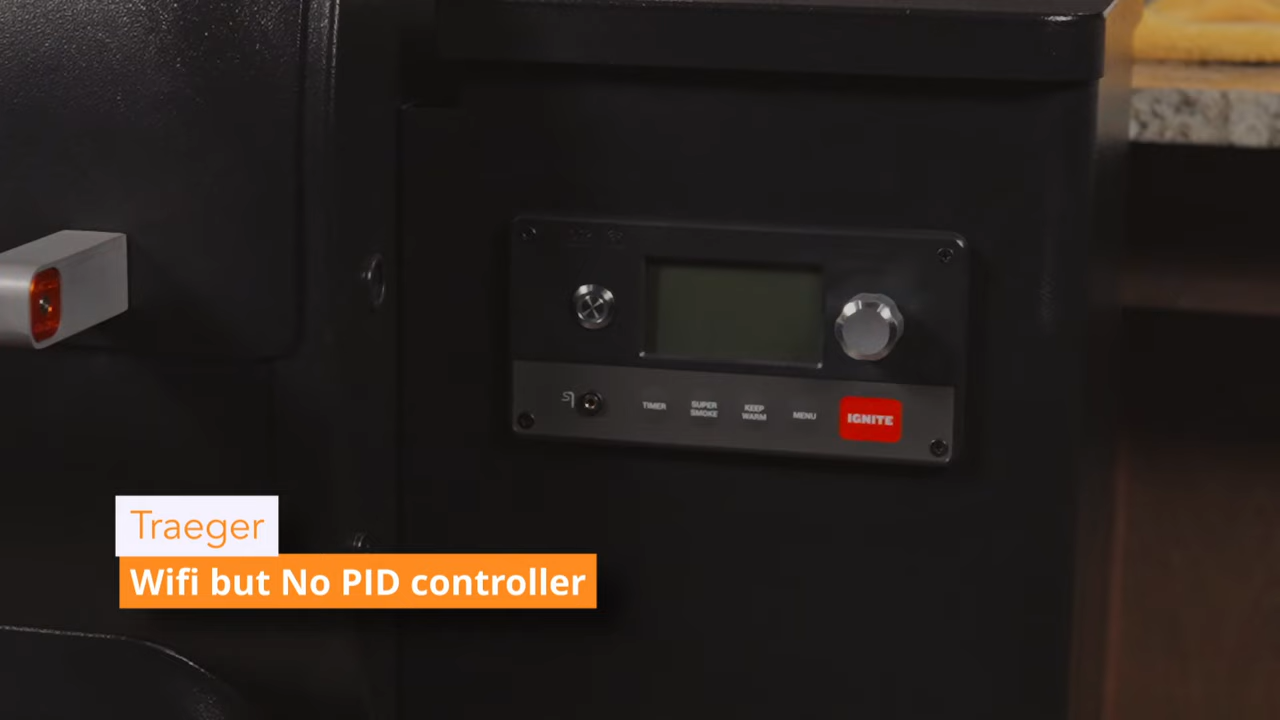 TIMER
SUPER
SMOKE
KEEP
WARM
MENU
IGNITE
Traeger
Wifi but No PID controller